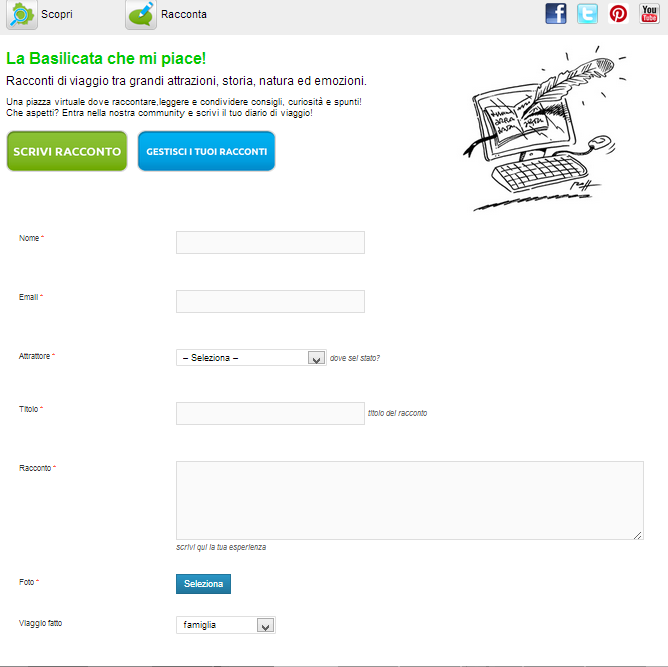 Scopri Racconta You Tube
La Basilicata che mi piace!
Racconti di viaggio tra grandi attrazioni, storia, natura ed emozioni.
Una piazza virtuale dove raccontare,leggere e condividere consigli, curiosità e spunti!
Che aspetti? Entra nella nostra community e scrivi il tuo diario di viaggio!
SCRIVI RACCONTO GESTISCI I TUOI RACCONTI
Nome *
Email *
Attrattore * – Seleziona – dove sei stato?
Titolo * titolo del racconto
Racconto *
scrivi qui la tua esperienza
Foto * Seleziona
Viaggio fatto famiglia